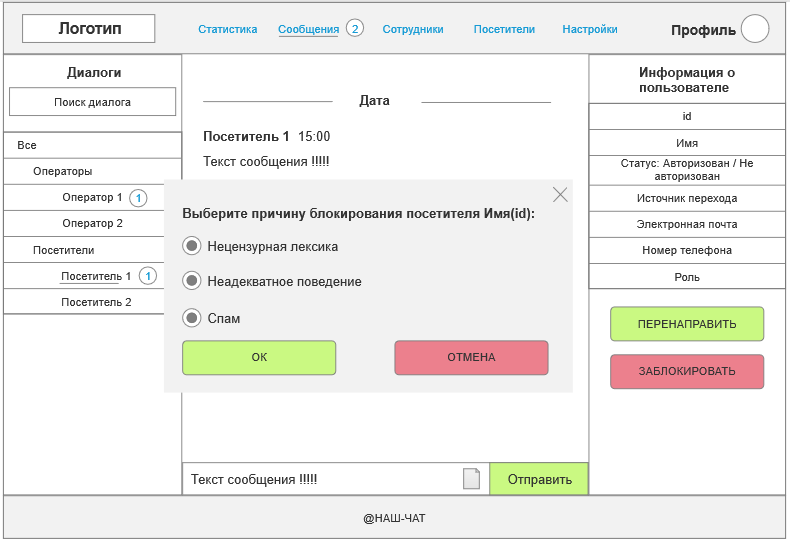 Логотип
Статистика
Сообщения
2
Сотрудники
Посетители
Настройки
Профиль
Диалоги
Поиск диалога
Все
Операторы
Оператор 1
1
Оператор 2
Посетители
Посетитель 1
1
Посетитель 2
Дата
Посетитель 1 15:00
Текст сообщения !!!!!
Выберите причину блокирования посетителя Имя(id):
Нецензурная лексика
Неадекватное поведение
Спам
ОК
ОТМЕНА
Текст сообщения !!!!!
Отправить
Информация о
пользователе
id
Имя
Статус: Авторизован / Не
авторизован
Источник перехода
Электронная почта
Номер телефона
Роль
ПЕРЕНАПРАВИТЬ
ЗАБЛОКИРОВАТЬ
@НАШ-ЧАТ